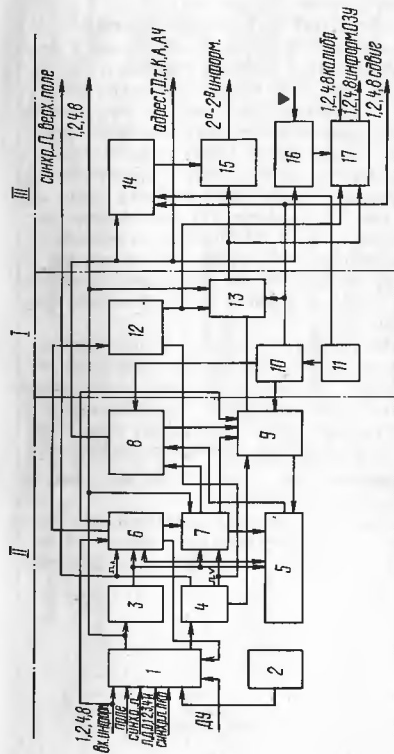 II
I
III
синхр.П, Верх. поле
1,2,4,8
адрес Т,D,τ,К,А,АЧ
2⁰-2⁹ информ.
1,2,4,8 калибр.
1,2,4,8 информ ОЗУ
1,2,4,8 сдвиг
1,2,4,8
Вх. информ.
Поле
синхр. Л
синхр. П
ДУ
1
2
3
4
5
6
7
8
9
10
11
12
13
14
15
16
17